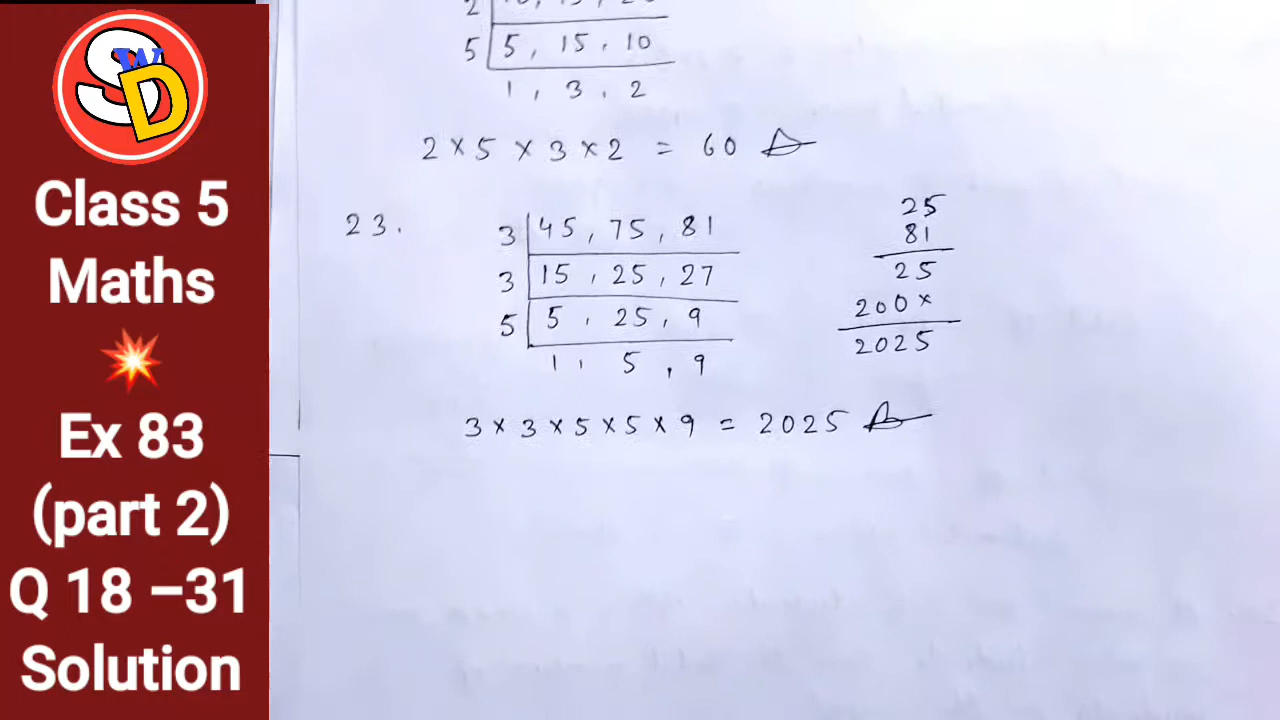 SWD
Class 5
Maths
Ex 83
(part 2)
Q 18 –31
Solution
2
5 | 5, 15, 10
1, 3, 2
2 × 5 × 3 × 2 = 60
23.
3 | 45, 75, 81
3 | 15, 25, 27
5 | 5, 25, 9
1, 5, 9
25
81
25
200×
2025
3 × 3 × 5 × 5 × 9 = 2025